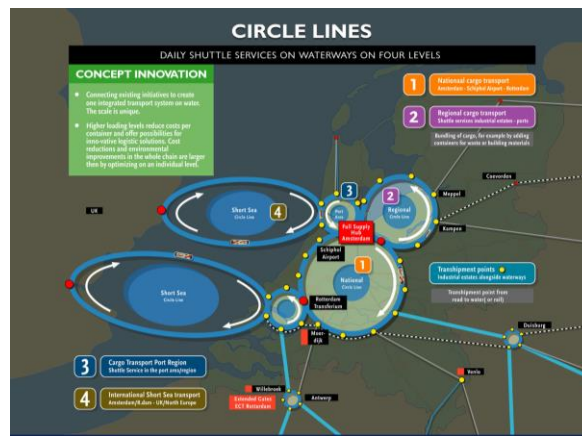 CIRCLE LINES
DAILY SHUTTLE SERVICES ON WATERWAYS ON FOUR LEVELS
CONCEPT INNOVATION
Connecting existing initiatives to create
one integrated transport system on water.
The scale is unique.
Higher loading levels reduce costs per
container and offer possibilities for
inno-vative logistic solutions. Cost
reductions and environmental
improvements in the whole chain are larger
then by optimizing on an individual level.
1
National cargo transport
Amsterdam - Schiphol Airport - Rotterdam
2
Regional cargo transport
Shuttle services industrial estates - ports
Bundling of cargo, for example by adding
containers for waste or building materials
Coevorden
Meppel
Kampen
3
Port
Circle Line
2
Regional
Circle Line
Short Sea
Circle Line
4
UK
Full Supply
Hub
Amsterdam
Schiphol
Airport
1
National
Circle Line
Transhipment points
Industrial estates alongside waterways
Transhipment point from
road to water( or rail)
Short Sea
Circle Line
Rotterdam
Transferium
Moer-
dijk
Duisburg
3
Cargo Transport Port Region
Shuttle Service in the port area/region
4
International Short Sea transport
Amsterdam/R.dam - UK/North Europe
Willebroek
Extended Gates
ECT Rotterdam
Antwerp
Venlo